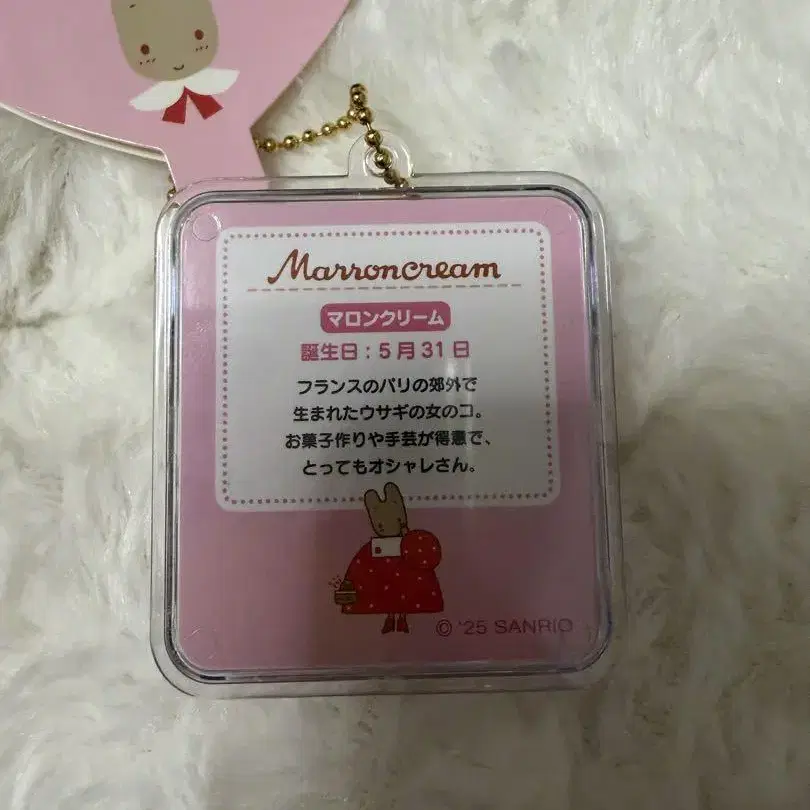 Marroncream
マロンクリーム
誕生日：5月31日
フランスのパリの郊外で
生まれたウサギの女のコ。
お菓子作りや手芸が得意で、
とってもオシャレさん。
© '25 SANRIO